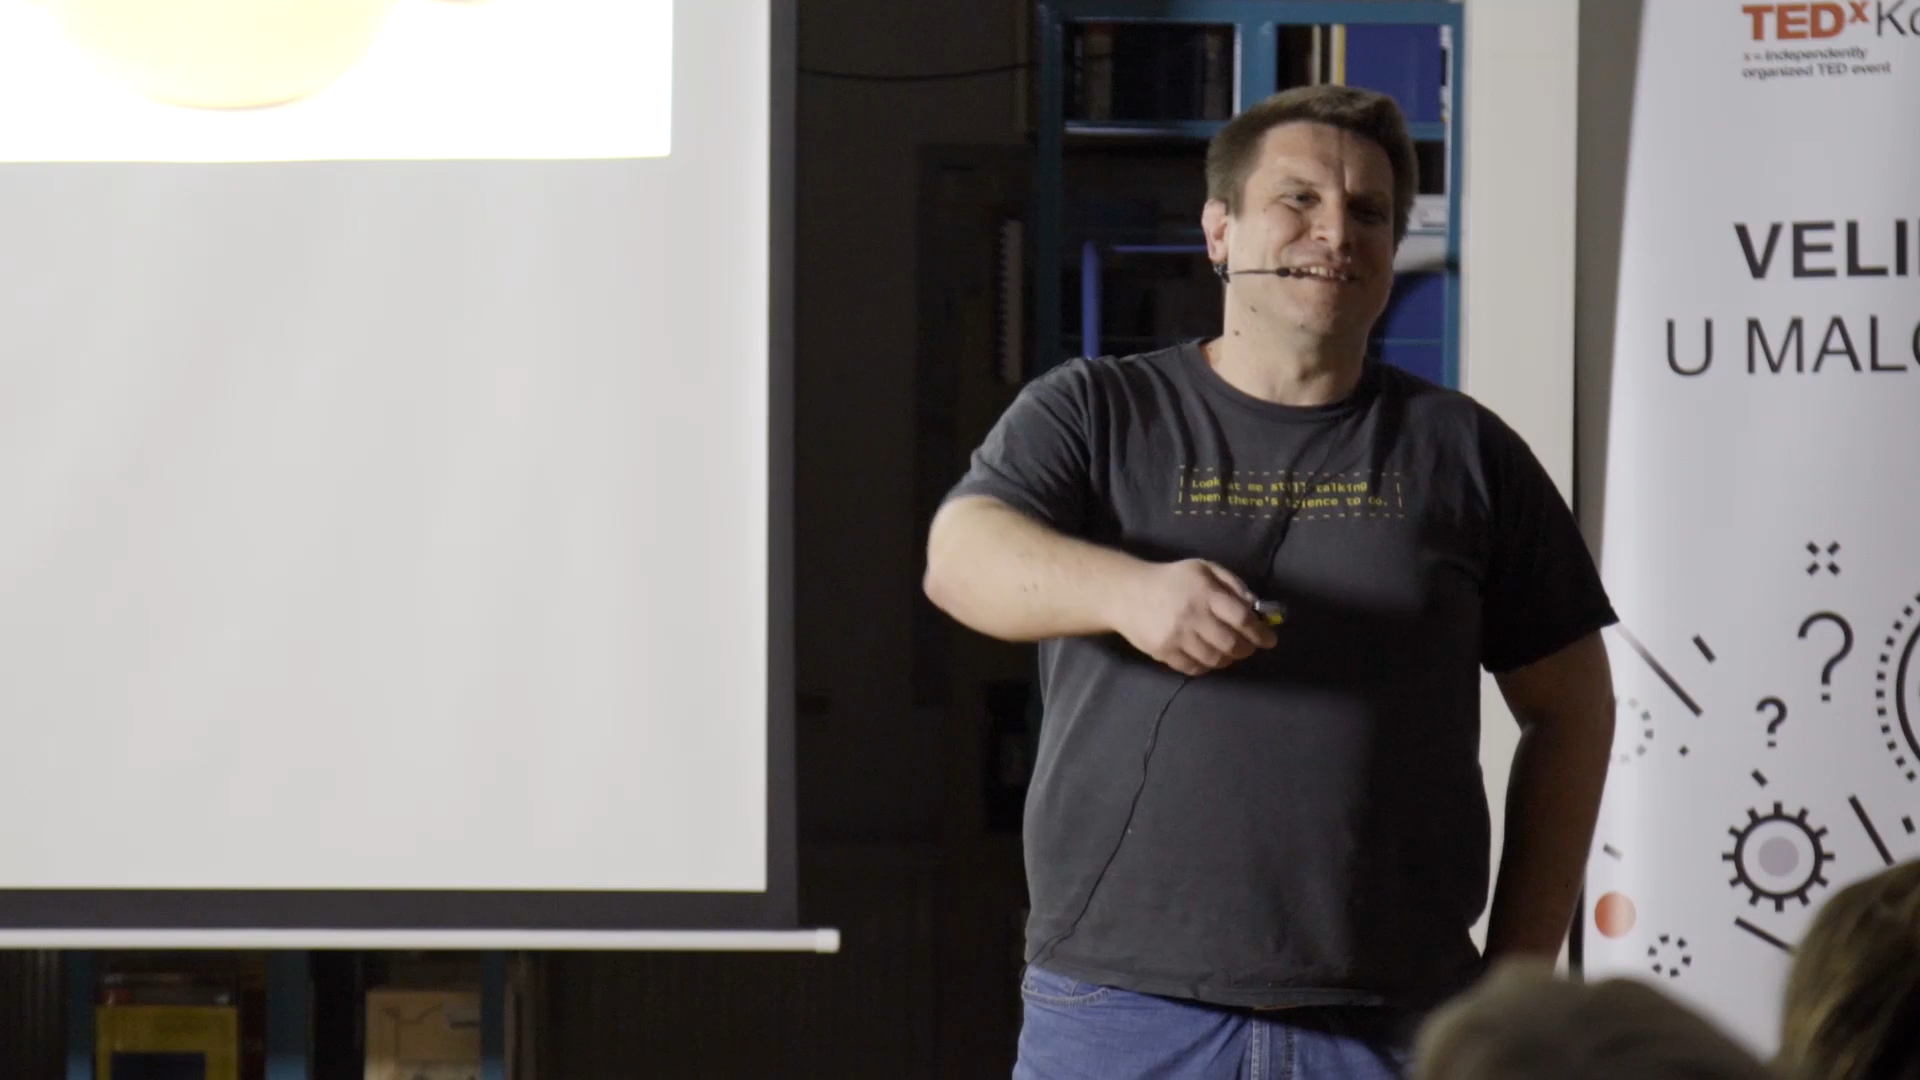 TEDxKo
x = independently
organized TED event
VELI
U MALO
Look at me still talking
when there's science to do.